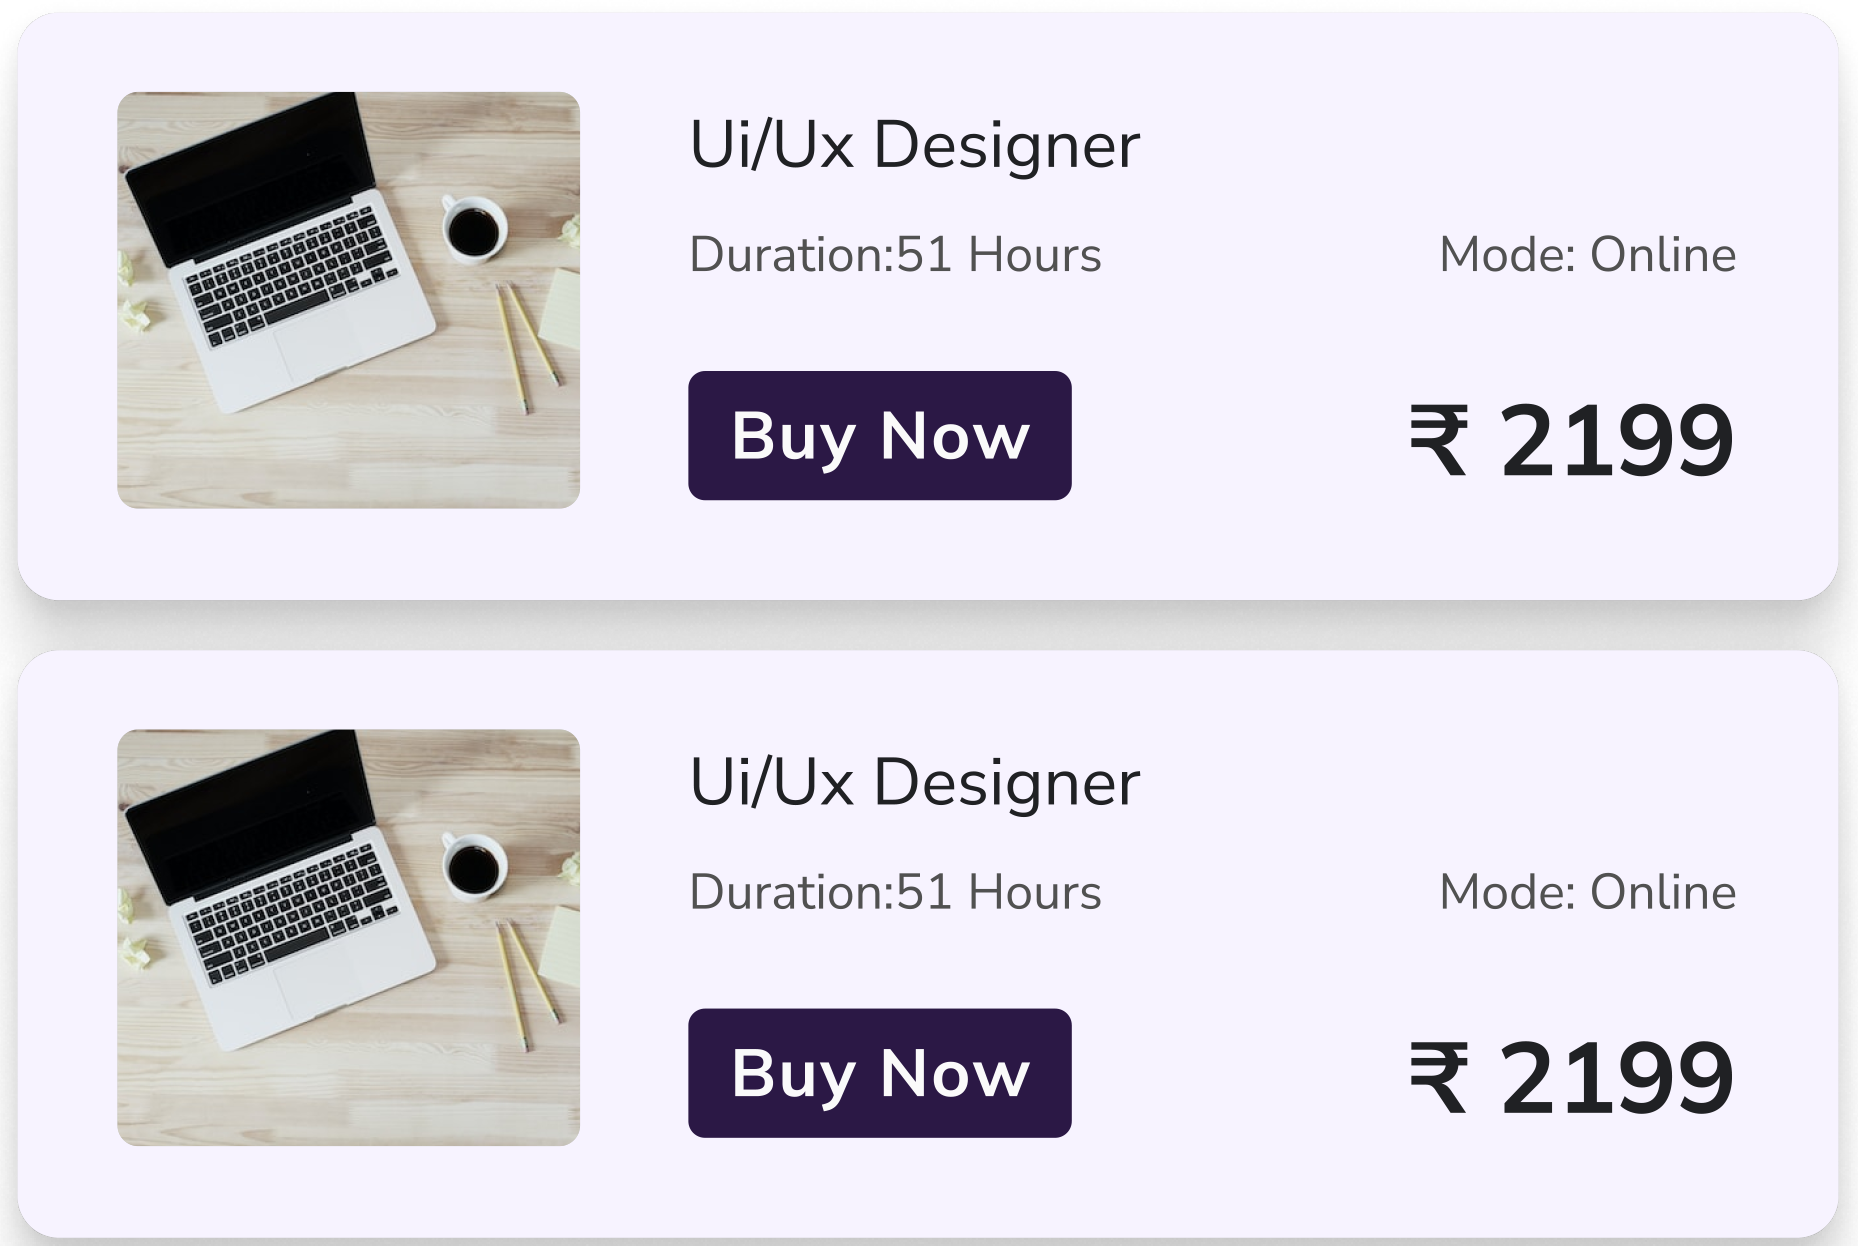 Ui/Ux Designer
Duration:51 Hours Mode: Online
Buy Now ₹ 2199
Ui/Ux Designer
Duration:51 Hours Mode: Online
Buy Now ₹ 2199